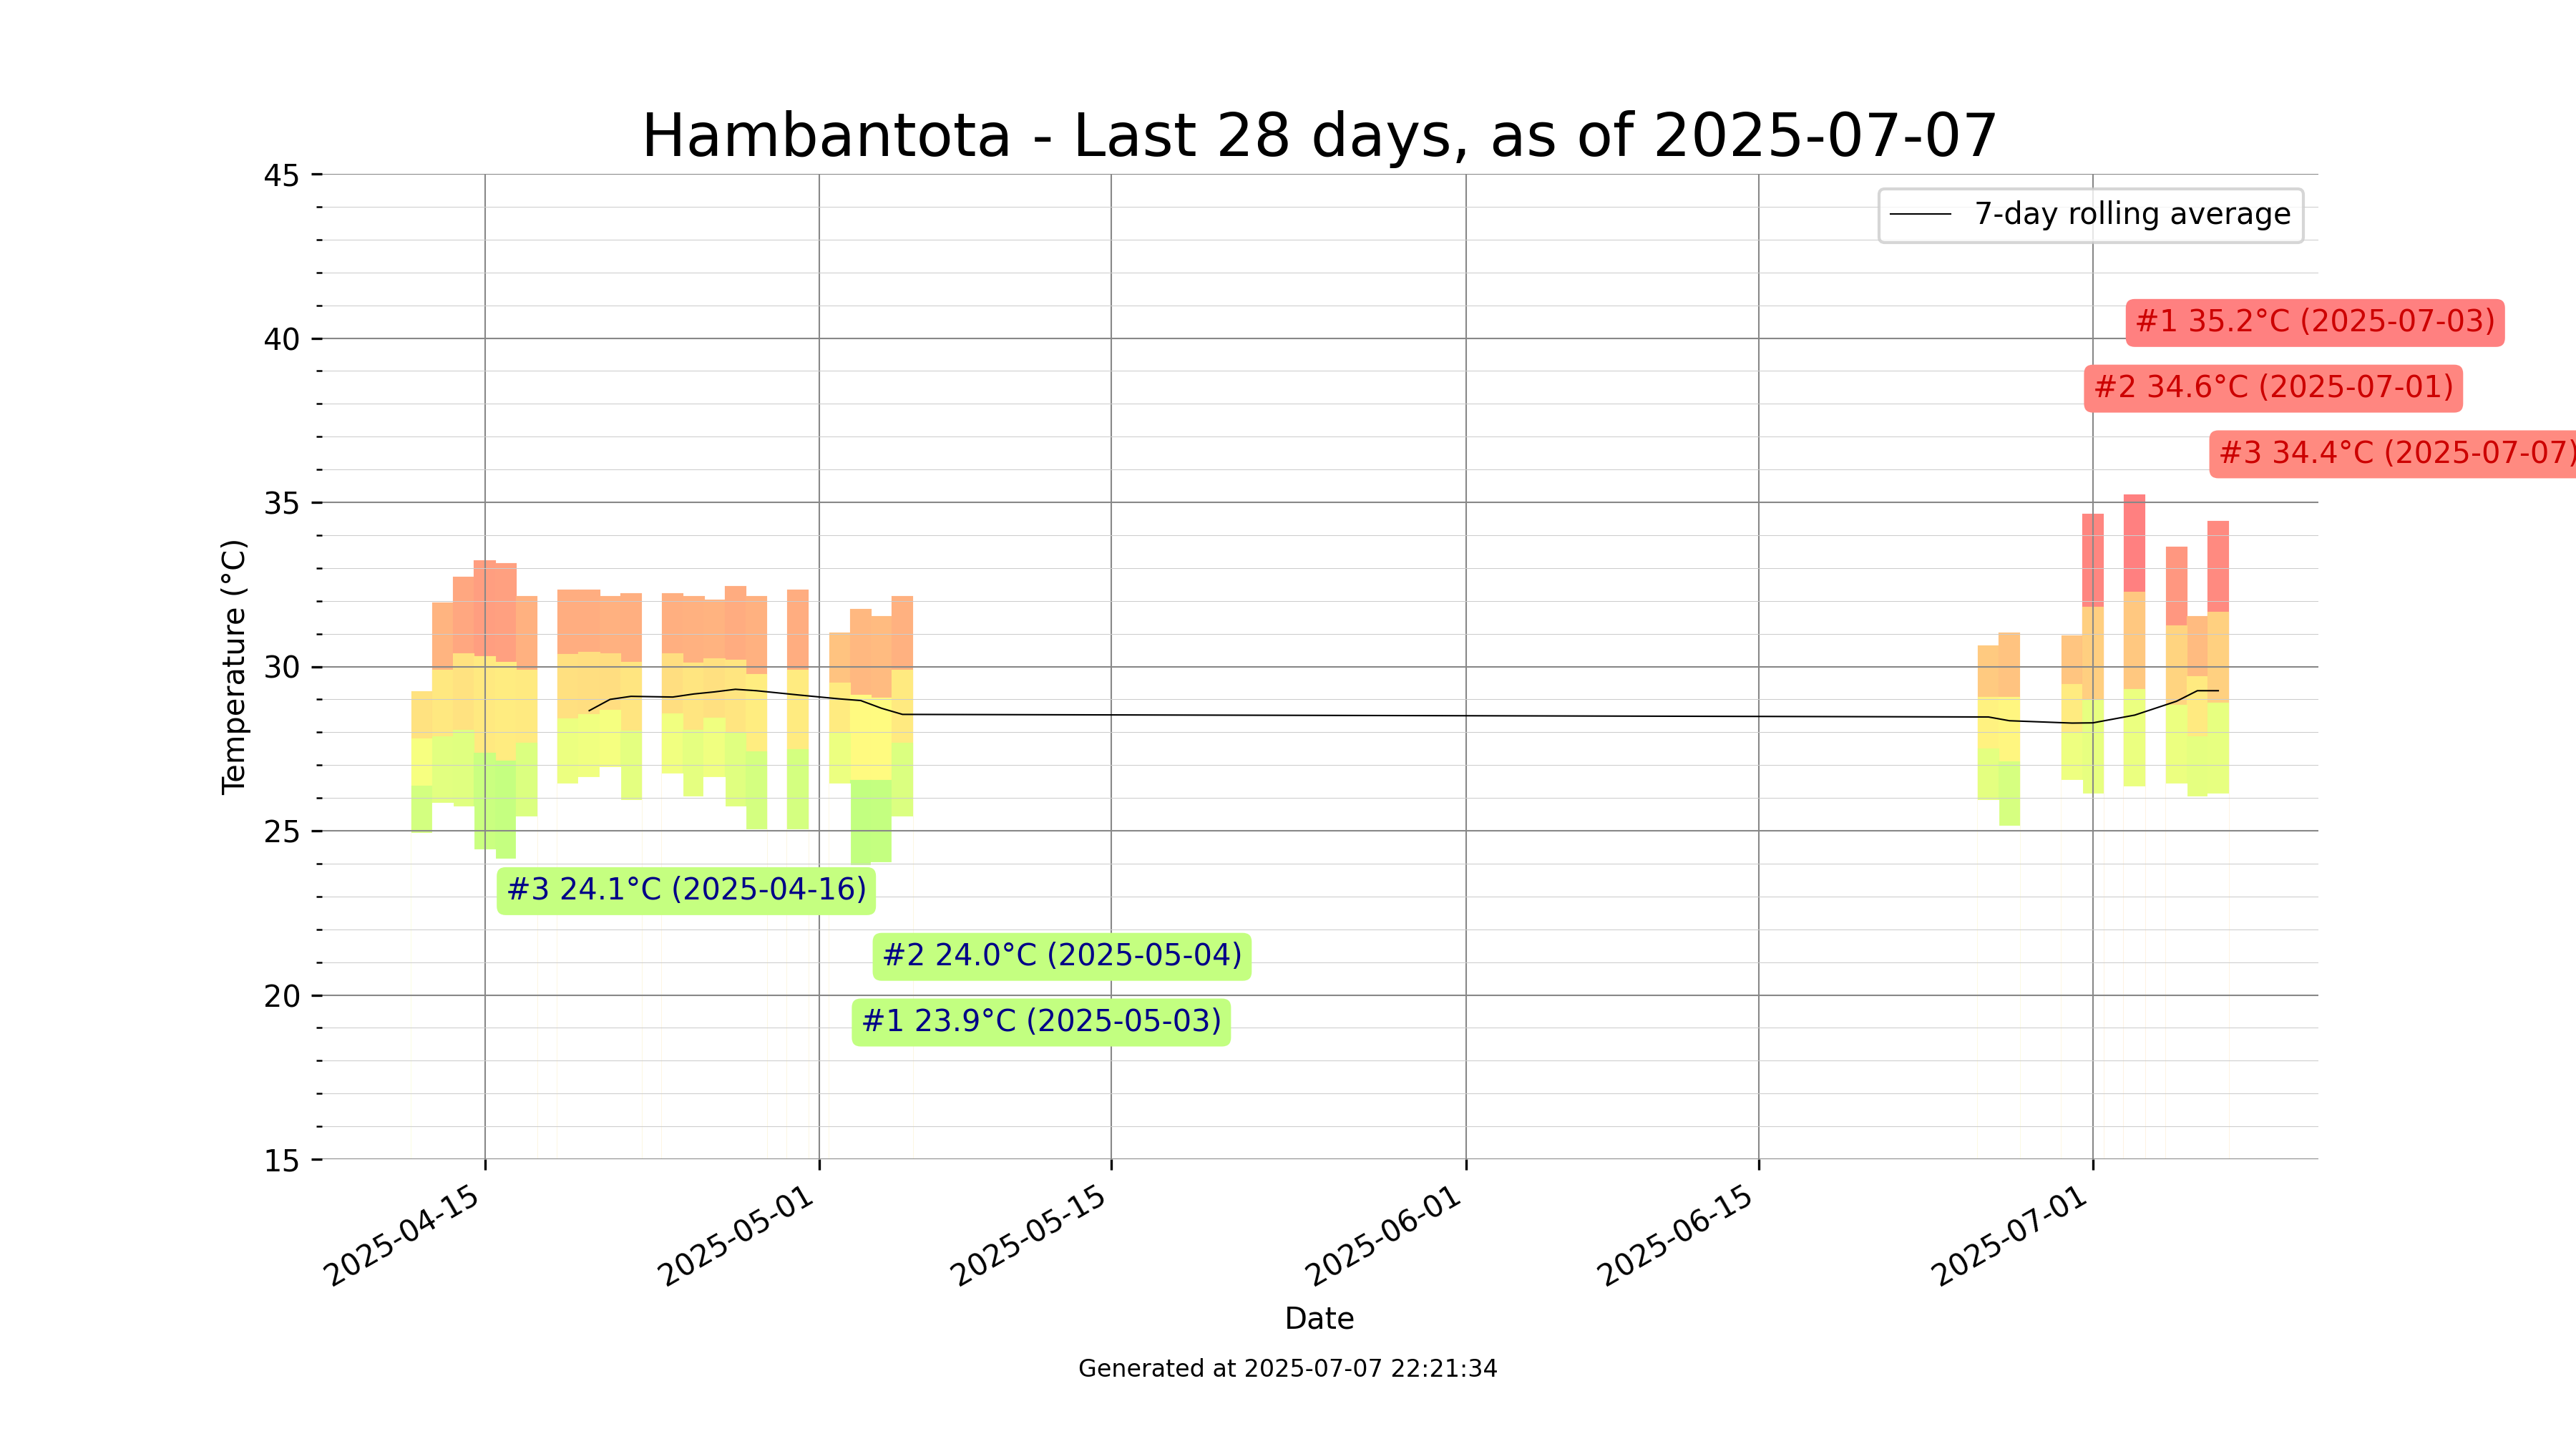 Hambantota - Last 28 days, as of 2025-07-07
7-day rolling average
Temperature (°C)
45
40
35
30
25
20
15
#1 35.2°C (2025-07-03)
#2 34.6°C (2025-07-01)
#3 34.4°C (2025-07-07)
#3 24.1°C (2025-04-16)
#2 24.0°C (2025-05-04)
#1 23.9°C (2025-05-03)
2025-04-15
2025-05-01
2025-05-15
2025-06-01
2025-06-15
2025-07-01
Date
Generated at 2025-07-07 22:21:34